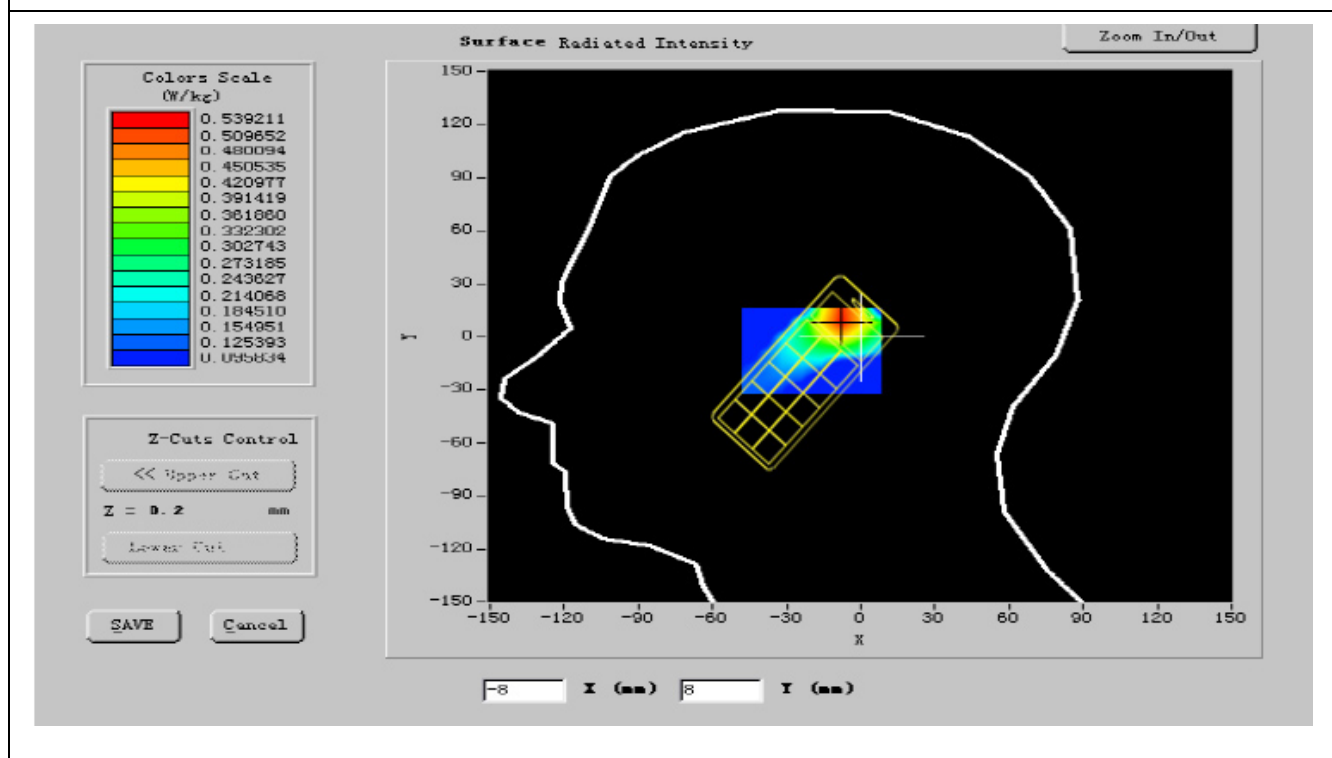 Surface Radiated Intensity
Zoom In/Out
Colors Scale
(W/kg)
0.539211
0.509652
0.480094
0.450535
0.420977
0.391419
0.361860
0.332302
0.302743
0.273185
0.243627
0.214068
0.184510
0.154951
0.125393
0.095834
Z-Cuts Control
<< Upper Cut
Z = 0.2 mm
Lower Cut
SAVE
Cancel
150
120
90
60
30
0
-30
-60
-90
-120
-150
Y
-150 -120 -90 -60 -30 0 30 60 90 120 150
X
-8 X (mm) 8 Y (mm)